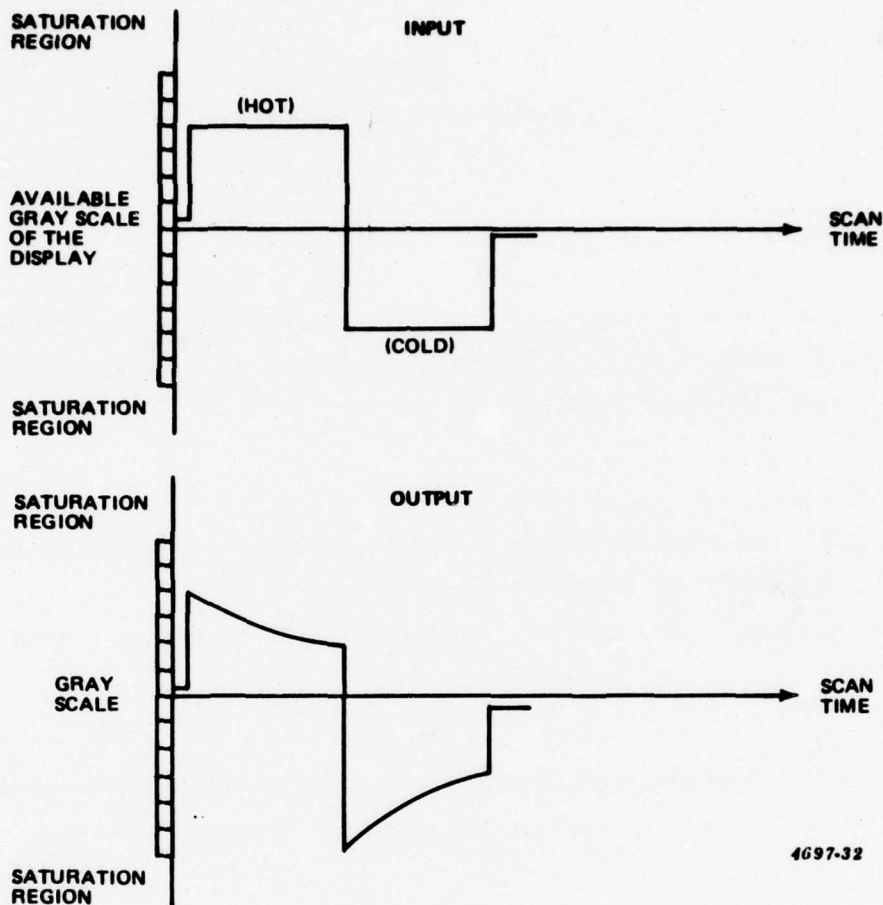 SATURATION
REGION
INPUT
(HOT)
AVAILABLE
GRAY SCALE
OF THE
DISPLAY
SCAN
TIME
(COLD)
SATURATION
REGION
SATURATION
REGION
OUTPUT
GRAY
SCALE
SCAN
TIME
4697-32
SATURATION
REGION